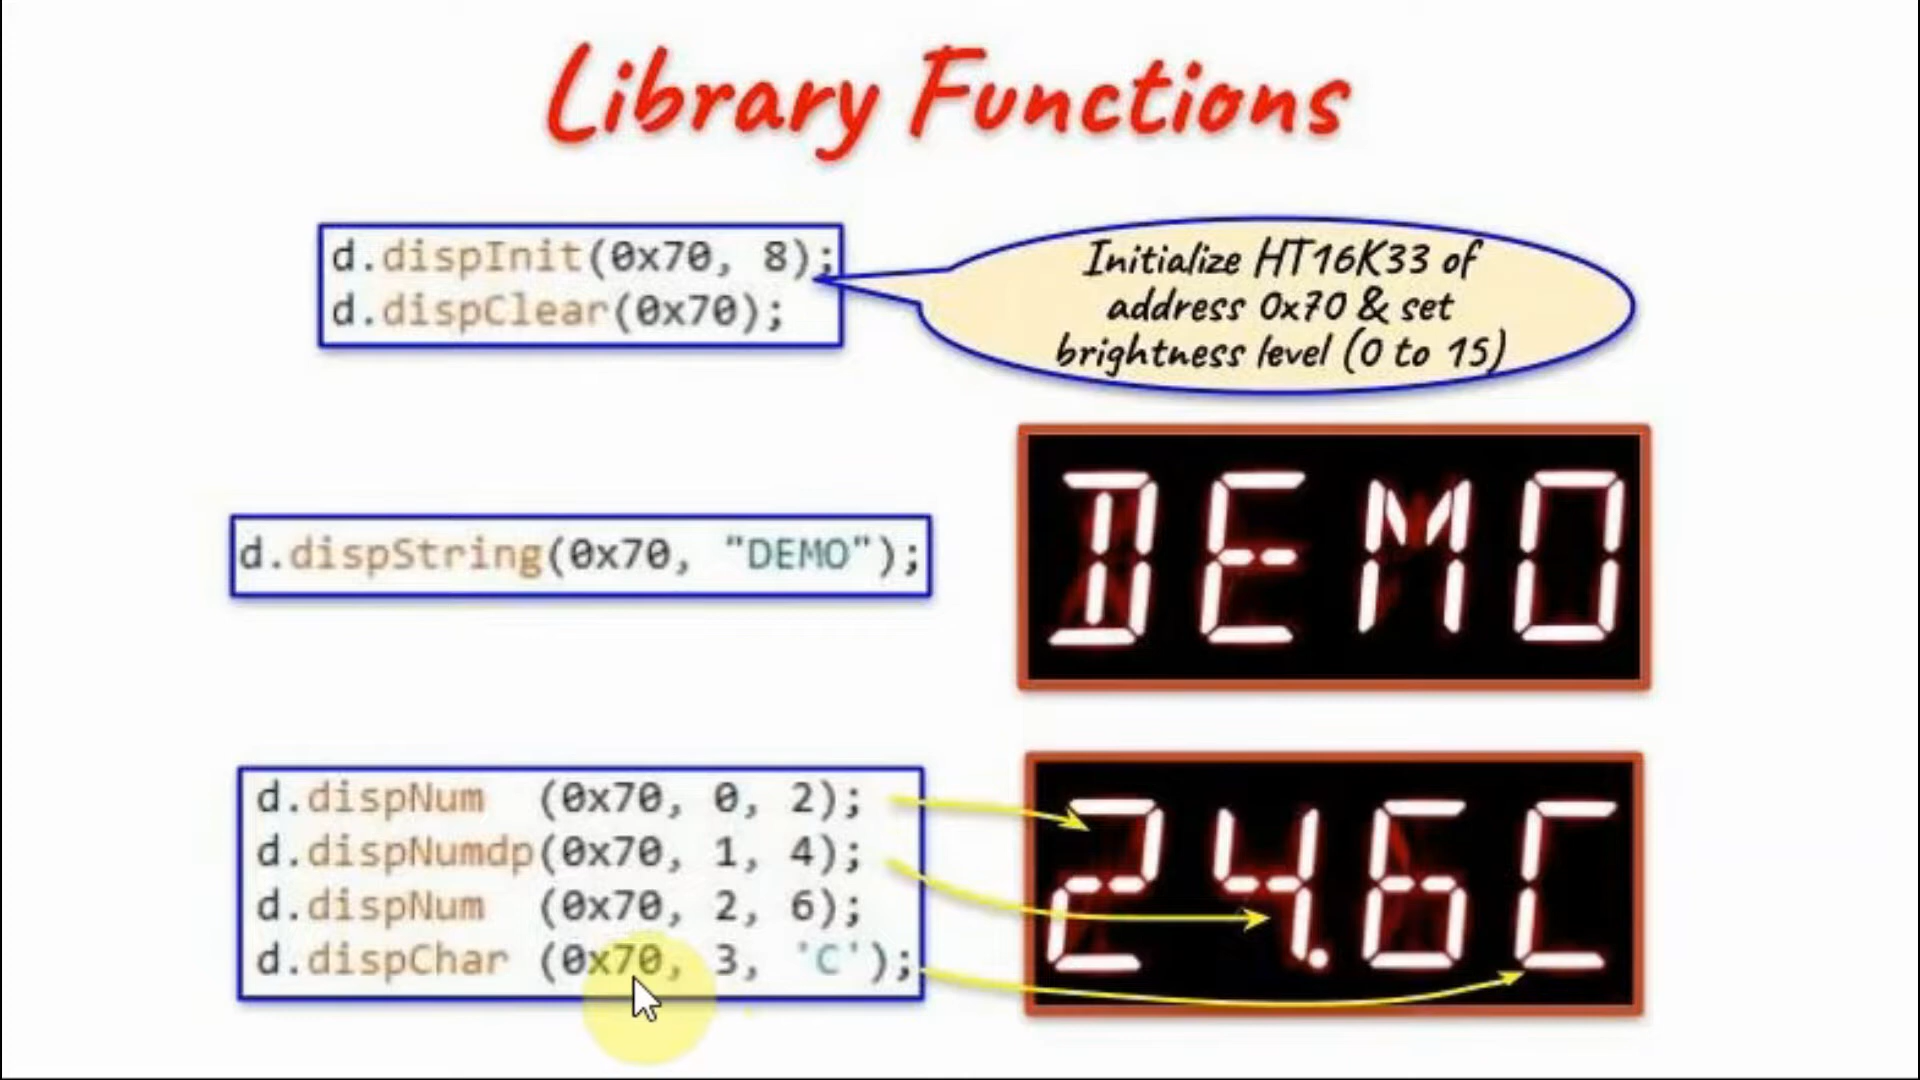 Library Functions
d.dispInit(0x70, 8);
d.dispClear(0x70);
Initialize HT16K33 of
address 0x70 & set
brightness level (0 to 15)
d.dispString(0x70, "DEMO");
DEMO
d.dispNum (0x70, 0, 2);
d.dispNumdp(0x70, 1, 4);
d.dispNum (0x70, 2, 6);
d.dispChar (0x70, 3, 'C');
24.6C